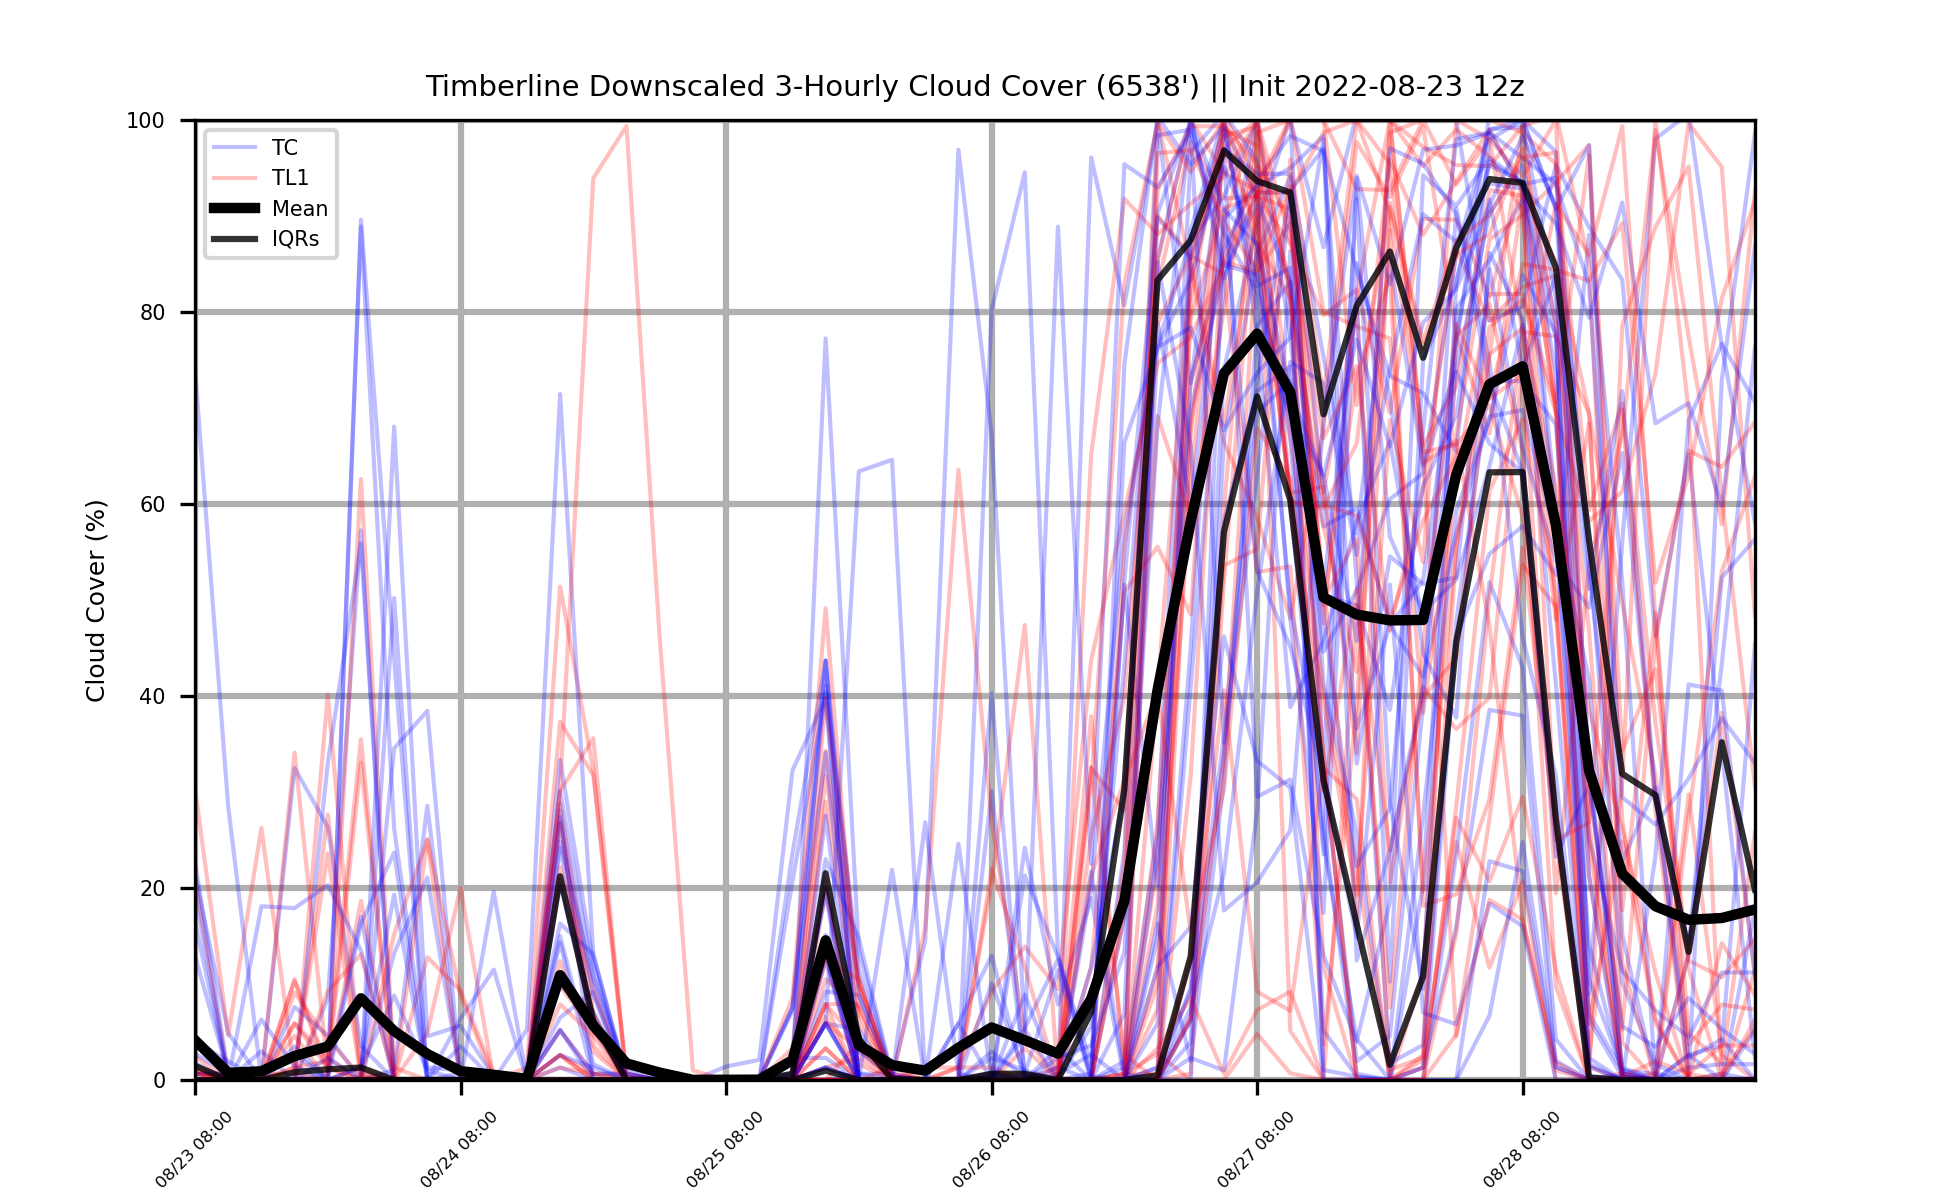 Timberline Downscaled 3-Hourly Cloud Cover (6538') || Init 2022-08-23 12z
100
80
60
40
20
0
Cloud Cover (%)
TC
TL1
Mean
IQRs
08/23 08:00
08/24 08:00
08/25 08:00
08/26 08:00
08/27 08:00
08/28 08:00